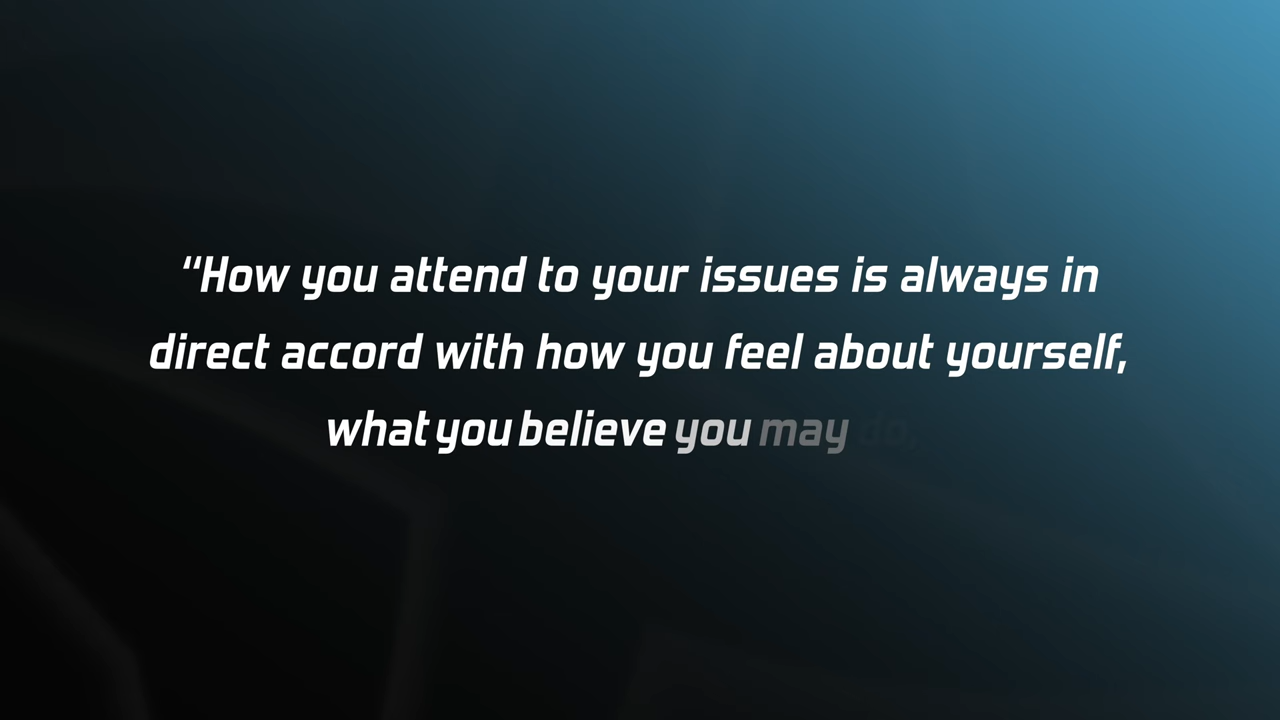 “How you attend to your issues is always in
direct accord with how you feel about yourself,
what you believe you may do,